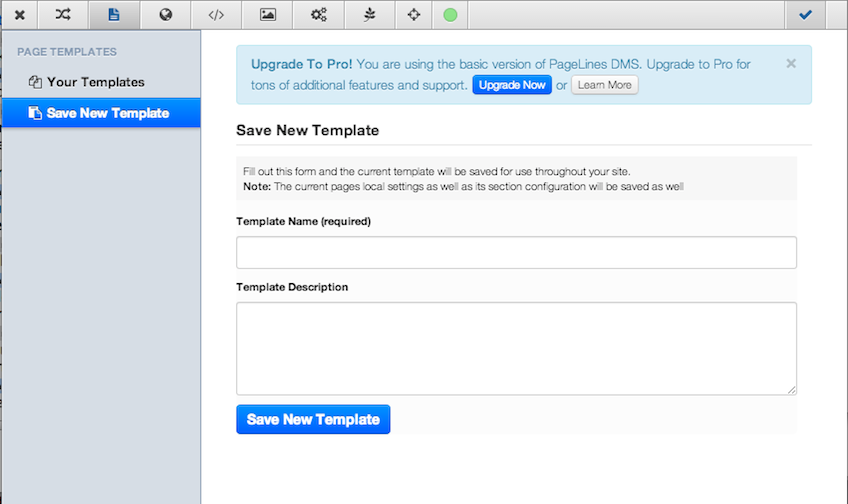 PAGE TEMPLATES
Your Templates
Save New Template
Upgrade To Pro! You are using the basic version of PageLines DMS. Upgrade to Pro for
tons of additional features and support. Upgrade Now or Learn More
×
Save New Template
Fill out this form and the current template will be saved for use throughout your site.
Note: The current pages local settings as well as its section configuration will be saved as well
Template Name (required)
Template Description
Save New Template